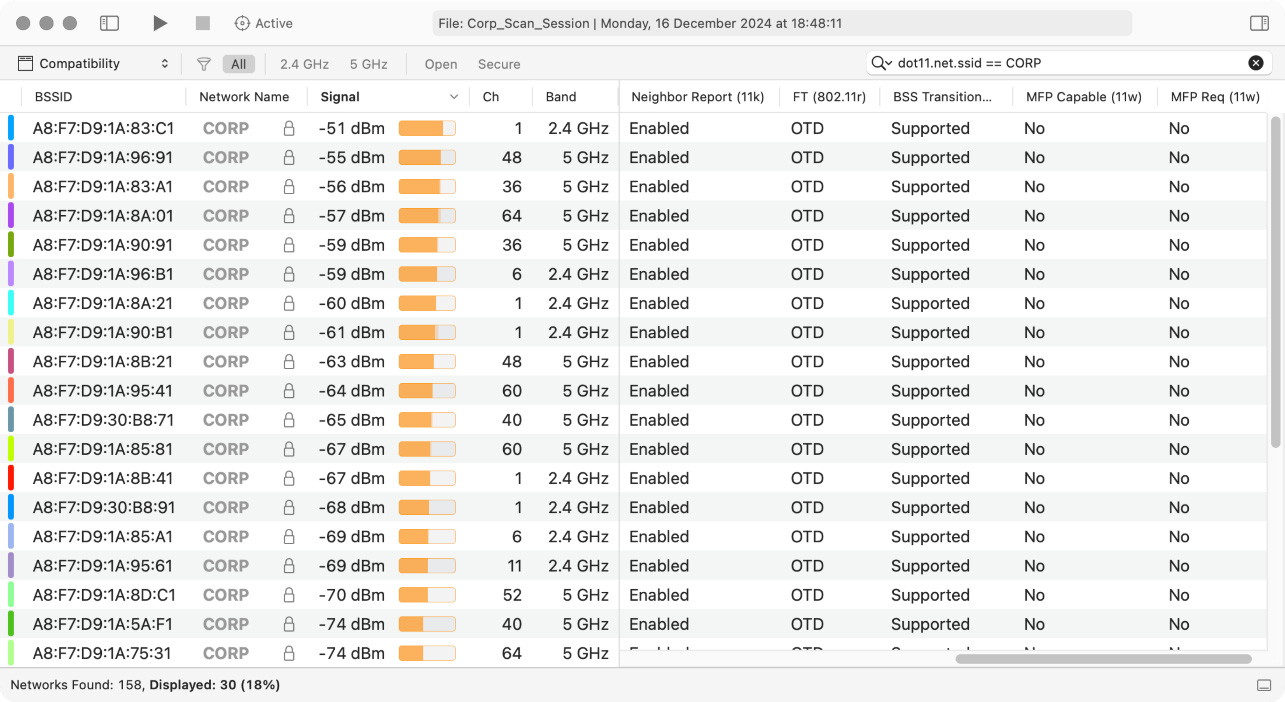 Active
File: Corp_Scan_Session | Monday, 16 December 2024 at 18:48:11
Compatibility All 2.4 GHz 5 GHz Open Secure dot11.net.ssid == CORP
BSSID Network Name Signal Ch Band Neighbor Report (11k) FT (802.11r) BSS Transition... MFP Capable (11w) MFP Req (11w)
A8:F7:D9:1A:83:C1 CORP -51 dBm 1 2.4 GHz Enabled OTD Supported No No
A8:F7:D9:1A:96:91 CORP -55 dBm 48 5 GHz Enabled OTD Supported No No
A8:F7:D9:1A:83:A1 CORP -56 dBm 36 5 GHz Enabled OTD Supported No No
A8:F7:D9:1A:8A:01 CORP -57 dBm 64 5 GHz Enabled OTD Supported No No
A8:F7:D9:1A:90:91 CORP -59 dBm 36 5 GHz Enabled OTD Supported No No
A8:F7:D9:1A:96:B1 CORP -59 dBm 6 2.4 GHz Enabled OTD Supported No No
A8:F7:D9:1A:8A:21 CORP -60 dBm 1 2.4 GHz Enabled OTD Supported No No
A8:F7:D9:1A:90:B1 CORP -61 dBm 1 2.4 GHz Enabled OTD Supported No No
A8:F7:D9:1A:8B:21 CORP -63 dBm 48 5 GHz Enabled OTD Supported No No
A8:F7:D9:1A:95:41 CORP -64 dBm 60 5 GHz Enabled OTD Supported No No
A8:F7:D9:30:B8:71 CORP -65 dBm 40 5 GHz Enabled OTD Supported No No
A8:F7:D9:1A:85:81 CORP -67 dBm 60 5 GHz Enabled OTD Supported No No
A8:F7:D9:1A:8B:41 CORP -67 dBm 1 2.4 GHz Enabled OTD Supported No No
A8:F7:D9:30:B8:91 CORP -68 dBm 1 2.4 GHz Enabled OTD Supported No No
A8:F7:D9:1A:85:A1 CORP -69 dBm 6 2.4 GHz Enabled OTD Supported No No
A8:F7:D9:1A:95:61 CORP -69 dBm 11 2.4 GHz Enabled OTD Supported No No
A8:F7:D9:1A:8D:C1 CORP -70 dBm 52 5 GHz Enabled OTD Supported No No
A8:F7:D9:1A:5A:F1 CORP -74 dBm 40 5 GHz Enabled OTD Supported No No
A8:F7:D9:1A:75:31 CORP -74 dBm 64 5 GHz
Networks Found: 158, Displayed: 30 (18%)